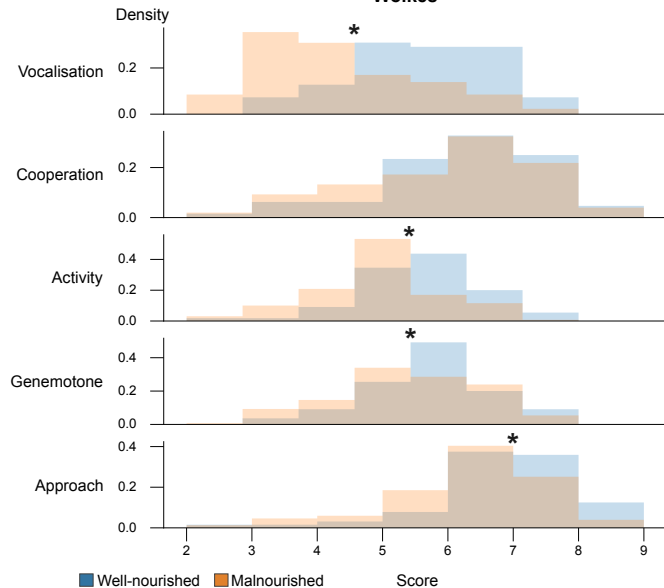 Wolkes
Density
*
Vocalisation
0.2
0.0
Cooperation
0.2
0.0
*
Activity
0.4
0.2
0.0
*
Genemotone
0.4
0.2
0.0
*
Approach
0.4
0.2
0.0
2 3 4 5 6 7 8 9
Well-nourished Malnourished Score